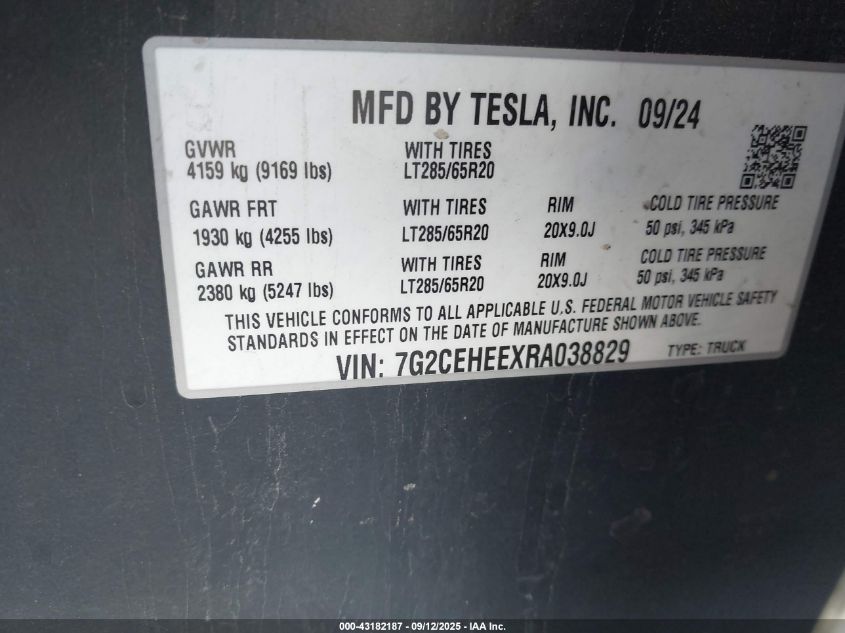 MFD BY TESLA, INC. 09/24
GVWR WITH TIRES
4159 kg (9169 lbs) LT285/65R20
GAWR FRT WITH TIRES RIM COLD TIRE PRESSURE
1930 kg (4255 lbs) LT285/65R20 20X9.0J 50 psi, 345 kPa
GAWR RR WITH TIRES RIM COLD TIRE PRESSURE
2380 kg (5247 lbs) LT285/65R20 20X9.0J 50 psi, 345 kPa
THIS VEHICLE CONFORMS TO ALL APPLICABLE U.S. FEDERAL MOTOR VEHICLE SAFETY
STANDARDS IN EFFECT ON THE DATE OF MANUFACTURE SHOWN ABOVE.
VIN: 7G2CEHEEXRA038829 TYPE: TRUCK
000-43182187 - 09/12/2025 - IAA Inc.